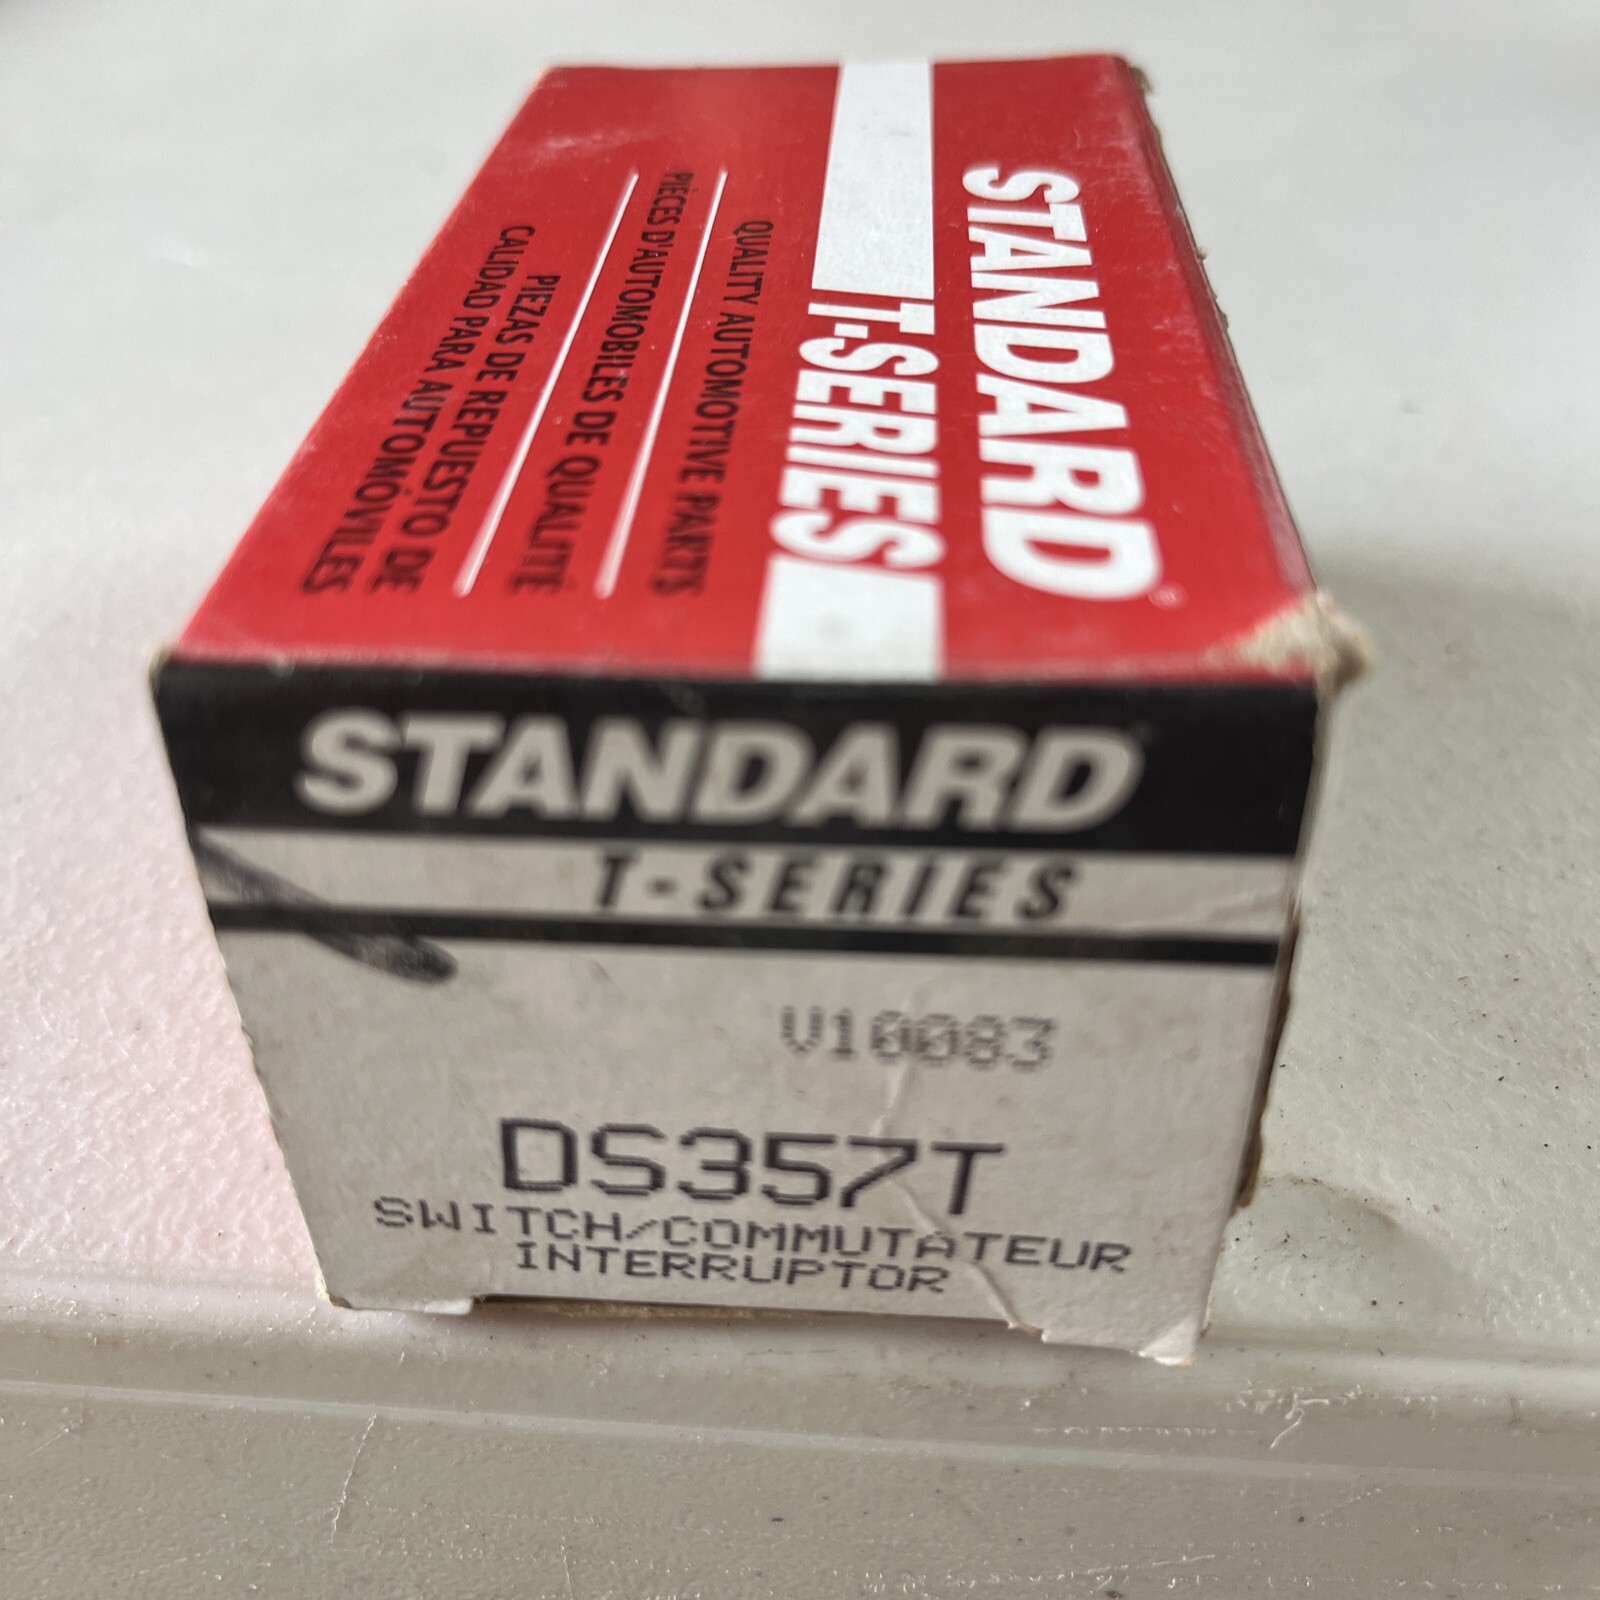 STANDARD®
T-SERIES
QUALITY AUTOMOTIVE PARTS
PIÈCES D'AUTOMOBILES DE QUALITÉ
PIEZAS DE REPUESTO DE
CALIDAD PARA AUTOMÓVILES
STANDARD
T-SERIES
V10083
DS357T
SWITCH/COMMUTATEUR
INTERRUPTOR